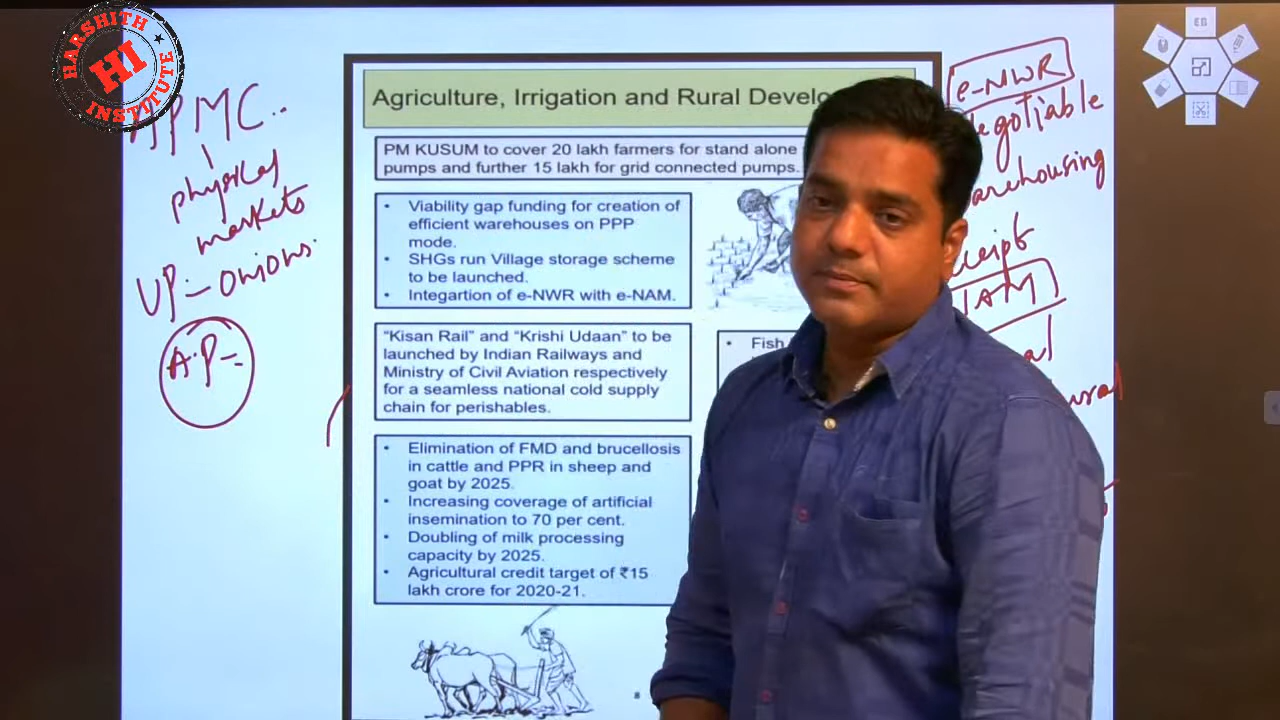 HARSHITH
HI
INSTITUTE
APMC..
physical
markets
UP:- onions.
A.P-
Agriculture, Irrigation and Rural Develo
PM KUSUM to cover 20 lakh farmers for stand alone
pumps and further 15 lakh for grid connected pumps.
• Viability gap funding for creation of
efficient warehouses on PPP
mode.
• SHGs run Village storage scheme
to be launched.
• Integartion of e-NWR with e-NAM.
"Kisan Rail" and "Krishi Udaan" to be
launched by Indian Railways and
Ministry of Civil Aviation respectively
for a seamless national cold supply
chain for perishables.
• Fish
• Elimination of FMD and brucellosis
in cattle and PPR in sheep and
goat by 2025.
• Increasing coverage of artificial
insemination to 70 per cent.
• Doubling of milk processing
capacity by 2025.
• Agricultural credit target of ₹15
lakh crore for 2020-21.
8
e-NWR
egotiable
arehousing
ceipt
EB